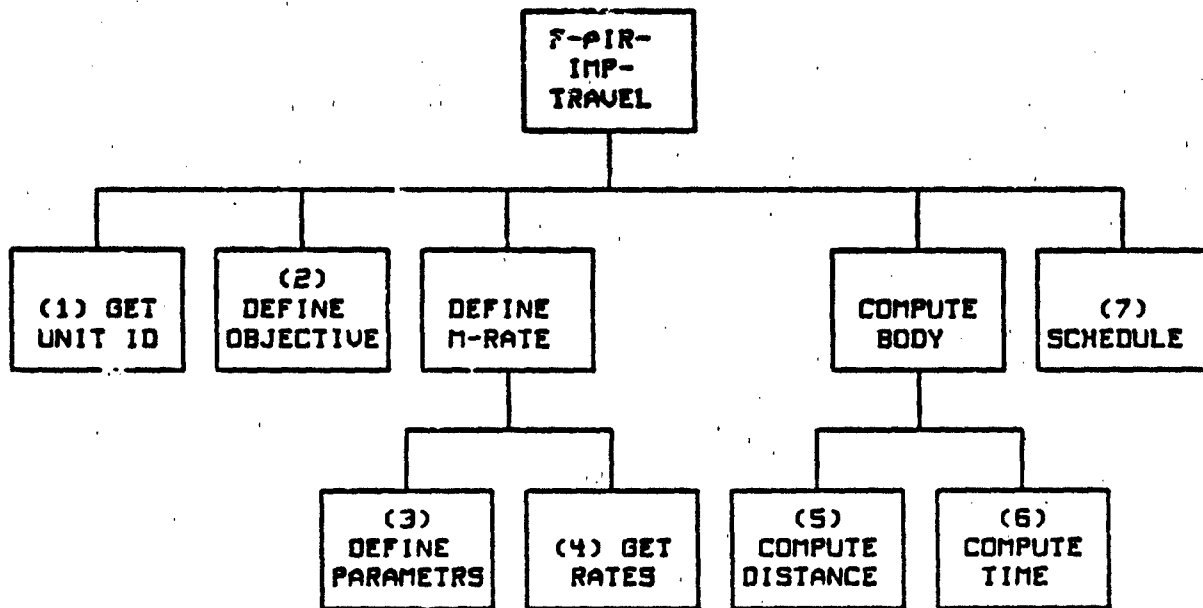 F-AIR-
IMP-
TRAVEL
(1) GET
UNIT ID
(2)
DEFINE
OBJECTIVE
DEFINE
M-RATE
COMPUTE
BODY
(7)
SCHEDULE
(3)
DEFINE
PARAMETRS
(4) GET
RATES
(5)
COMPUTE
DISTANCE
(6)
COMPUTE
TIME